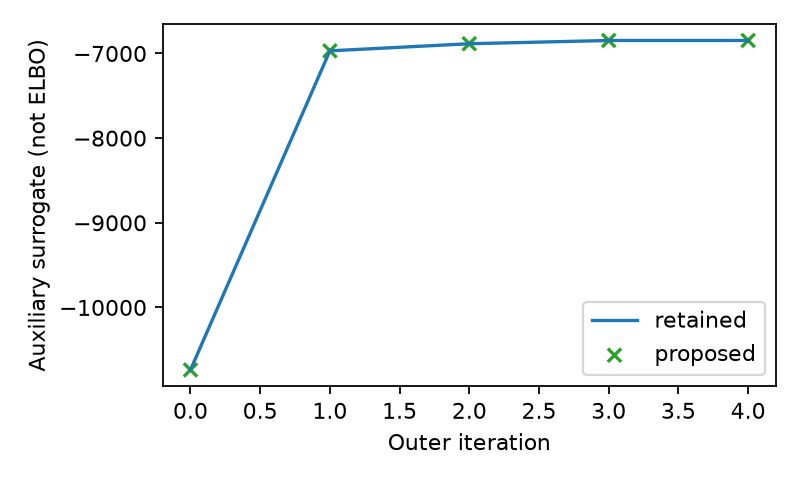 Auxiliary surrogate (not ELBO)
−7000
−8000
−9000
−10000
retained
proposed
0.0 0.5 1.0 1.5 2.0 2.5 3.0 3.5 4.0
Outer iteration